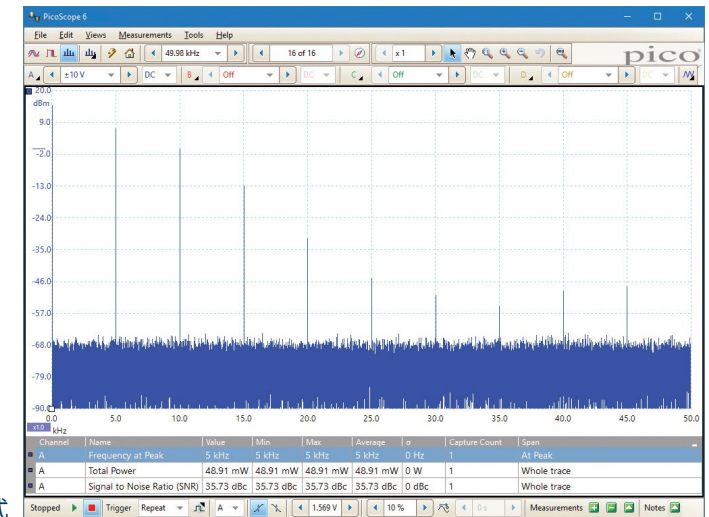 PicoScope 6
File Edit Views Measurements Tools Help
49.98 kHz 16 of 16 x 1
pico
A ±10 V DC B Off DC C Off DC D Off DC
20.0
dBm
9.0
-2.0
-13.0
-24.0
-35.0
-46.0
-57.0
-68.0
-79.0
-90.0
0.0 5.0 10.0 15.0 20.0 25.0 30.0 35.0 40.0 45.0 50.0
x1.0 kHz
Channel Name Value Min Max Average σ Capture Count Span
A Frequency at Peak 5 kHz 5 kHz 5 kHz 5 kHz 0 Hz 1 At Peak
A Total Power 48.91 mW 48.91 mW 48.91 mW 48.91 mW 0 W 1 Whole trace
A Signal to Noise Ratio (SNR) 35.73 dBc 35.73 dBc 35.73 dBc 35.73 dBc 0 dBc 1 Whole trace
式
Stopped Trigger Repeat A 1.569 V 10 % 0 s Measurements Notes